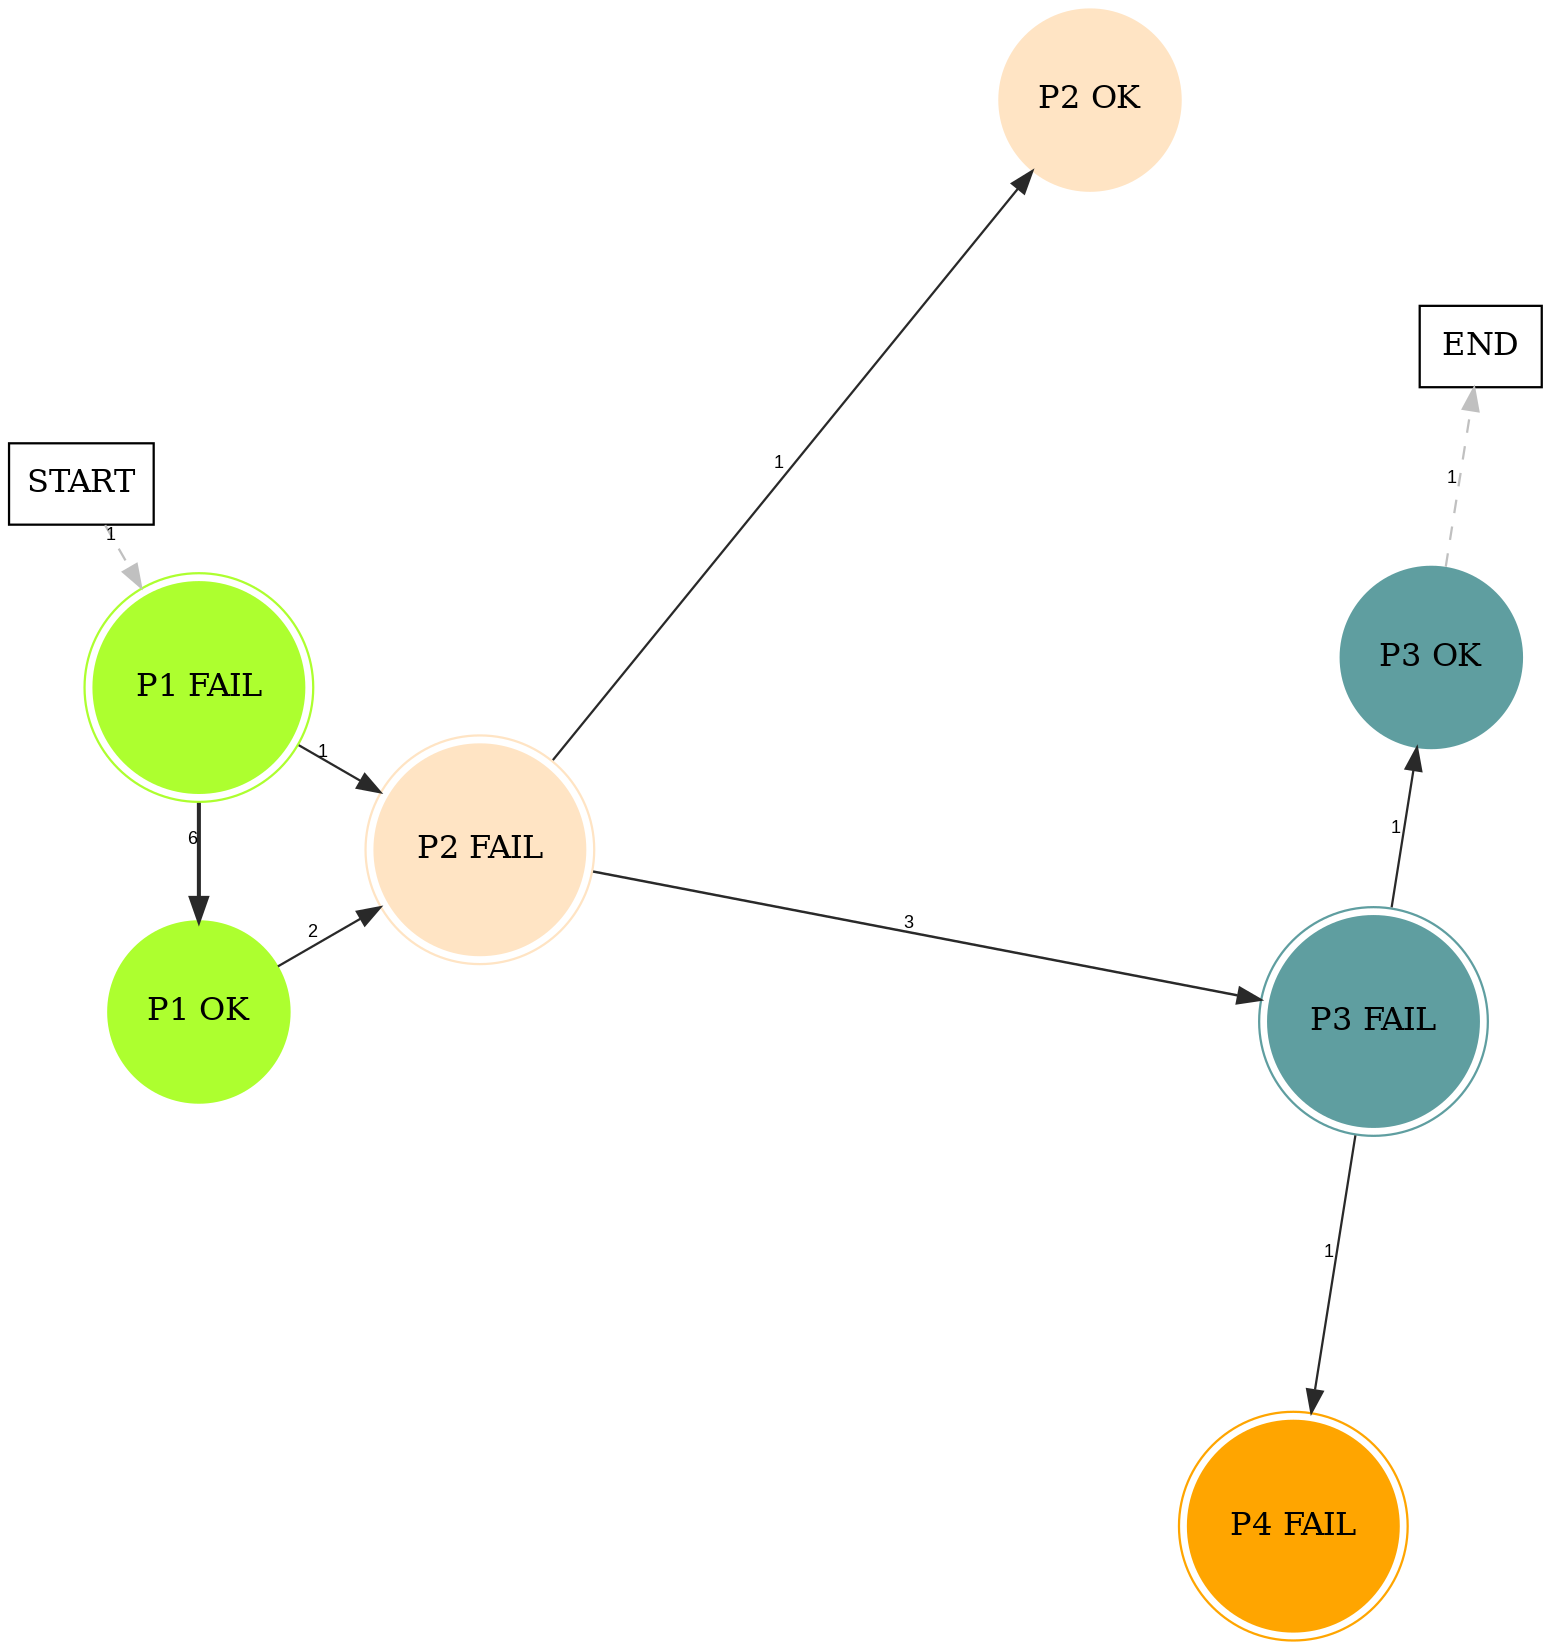 P2 OK
END
1
1
START
1
P3 OK
P1 FAIL
1
1
6
P2 FAIL
2
3
P1 OK
P3 FAIL
1
P4 FAIL